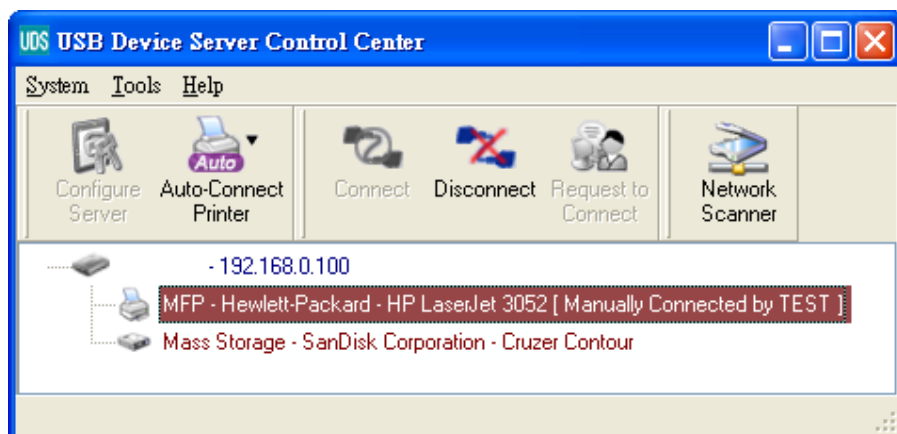 UDS USB Device Server Control Center
System Tools Help
Auto
Configure Server
Auto-Connect Printer
Connect
Disconnect
Request to Connect
Network Scanner
- 192.168.0.100
MFP - Hewlett-Packard - HP LaserJet 3052 [ Manually Connected by TEST ]
Mass Storage - SanDisk Corporation - Cruzer Contour